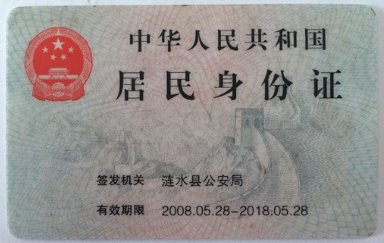 中华人民共和国
居民身份证
签发机关 涟水县公安局
有效期限 2008.05.28-2018.05.28